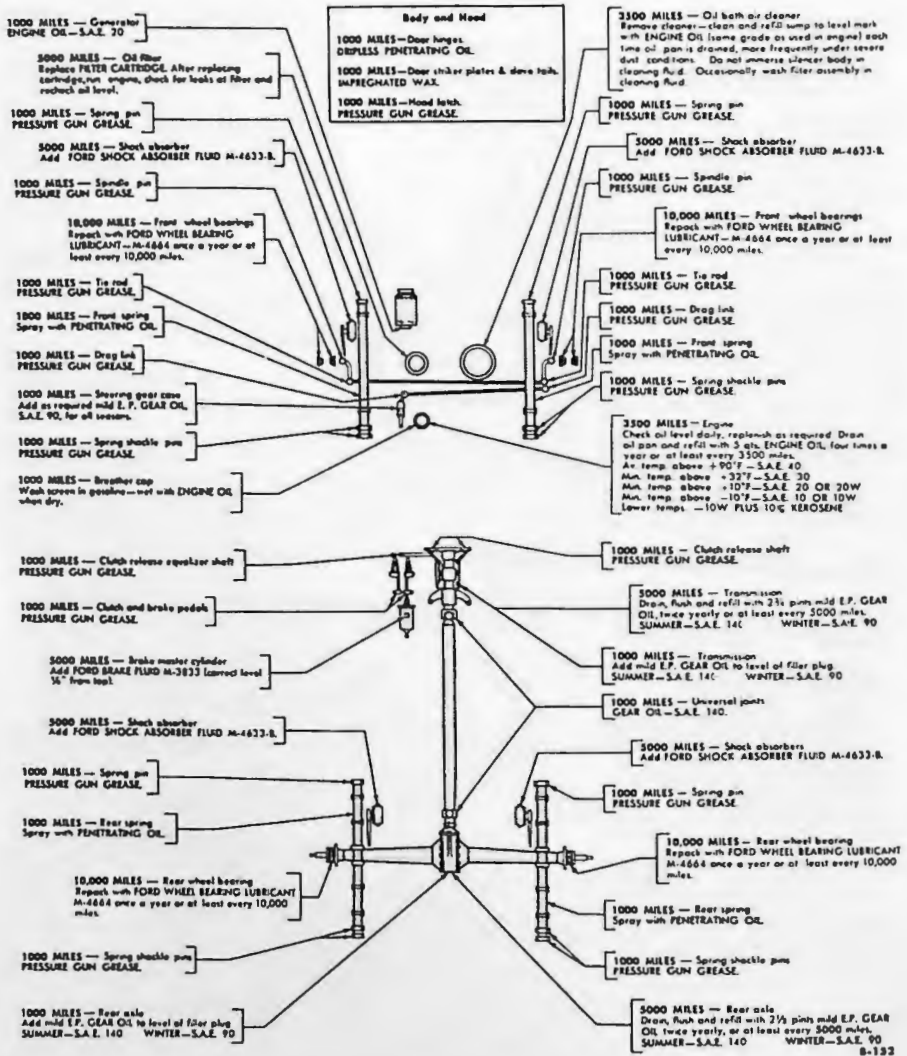 1000 MILES — Generator
ENGINE OIL—S.A.E. 20
5000 MILES — Oil filter
Replace FILTER CARTRIDGE. After replacing
cartridge, run engine, check for leaks at filter and
recheck oil level.
1000 MILES — Spring pin
PRESSURE GUN GREASE.
5000 MILES — Shock absorber
Add FORD SHOCK ABSORBER FLUID M-4633-B.
1000 MILES — Spindle pin
PRESSURE GUN GREASE.
10,000 MILES — Front wheel bearings
Repack with FORD WHEEL BEARING
LUBRICANT—M-4664 once a year or at
least every 10,000 miles.
1000 MILES — Tie rod
PRESSURE GUN GREASE.
1000 MILES — Front spring
Spray with PENETRATING OIL.
1000 MILES — Drag link
PRESSURE GUN GREASE.
1000 MILES — Steering gear case
Add as required mild E. P. GEAR OIL,
S.A.E. 90, for all seasons.
1000 MILES — Spring shackle pins
PRESSURE GUN GREASE.
1000 MILES — Breather cap
Wash screen in gasoline—wet with ENGINE OIL
when dry.
Body and Hood
1000 MILES—Door hinges.
DRIPLESS PENETRATING OIL.
1000 MILES—Door striker plates & dove tails.
IMPREGNATED WAX.
1000 MILES—Hood latch.
PRESSURE GUN GREASE.
3500 MILES — Oil bath air cleaner
Remove cleaner—clean and refill sump to level mark
with ENGINE OIL (same grade as used in engine) each
time oil pan is drained, more frequently under severe
dust conditions. Do not immerse silencer body in
cleaning fluid. Occasionally wash filter assembly in
cleaning fluid.
1000 MILES — Spring pin
PRESSURE GUN GREASE.
5000 MILES — Shock absorber
Add FORD SHOCK ABSORBER FLUID M-4633-B.
1000 MILES — Spindle pin
PRESSURE GUN GREASE.
10,000 MILES — Front wheel bearings
Repack with FORD WHEEL BEARING
LUBRICANT—M-4664 once a year or at least
every 10,000 miles.
1000 MILES — Tie rod
PRESSURE GUN GREASE.
1000 MILES — Drag link
PRESSURE GUN GREASE.
1000 MILES — Front spring
Spray with PENETRATING OIL.
1000 MILES — Spring shackle pins
PRESSURE GUN GREASE.
3500 MILES — Engine
Check oil level daily, replenish as required. Drain
oil pan and refill with 5 qts. ENGINE OIL, four times a
year or at least every 3500 miles.
Av. temp. above +90°F—S.A.E. 40
Min. temp. above +32°F—S.A.E. 30
Min. temp. above +10°F—S.A.E. 20 OR 20W
Min. temp. above −10°F—S.A.E. 10 OR 10W
Lower temps. —10W PLUS 10% KEROSENE
1000 MILES — Clutch release equalizer shaft
PRESSURE GUN GREASE.
1000 MILES — Clutch and brake pedals
PRESSURE GUN GREASE.
5000 MILES — Brake master cylinder
Add FORD BRAKE FLUID M-3833 (correct level
½" from top).
5000 MILES — Shock absorber
Add FORD SHOCK ABSORBER FLUID M-4633-B.
1000 MILES — Spring pin
PRESSURE GUN GREASE.
1000 MILES — Rear spring
Spray with PENETRATING OIL.
10,000 MILES — Rear wheel bearing
Repack with FORD WHEEL BEARING LUBRICANT
M-4664 once a year or at least every 10,000
miles.
1000 MILES — Spring shackle pins
PRESSURE GUN GREASE.
1000 MILES — Rear axle
Add mild E.P. GEAR OIL to level of filler plug
SUMMER—S.A.E. 140 WINTER—S.A.E. 90
1000 MILES — Clutch release shaft
PRESSURE GUN GREASE.
5000 MILES — Transmission
Drain, flush and refill with 2¾ pints mild E.P. GEAR
OIL, twice yearly or at least every 5000 miles.
SUMMER—S.A.E. 140 WINTER—S.A.E. 90
1000 MILES — Transmission
Add mild E.P. GEAR OIL to level of filler plug.
SUMMER—S.A.E. 140 WINTER—S.A.E. 90
1000 MILES — Universal joints
GEAR OIL—S.A.E. 140.
5000 MILES — Shock absorbers
Add FORD SHOCK ABSORBER FLUID M-4633-B.
1000 MILES — Spring pin
PRESSURE GUN GREASE.
10,000 MILES — Rear wheel bearing
Repack with FORD WHEEL BEARING LUBRICANT
M-4664 once a year or at least every 10,000
miles.
1000 MILES — Rear spring
Spray with PENETRATING OIL.
1000 MILES — Spring shackle pins
PRESSURE GUN GREASE.
5000 MILES — Rear axle
Drain, flush and refill with 2½ pints mild E.P. GEAR
OIL, twice yearly, or at least every 5000 miles.
SUMMER—S.A.E. 140 WINTER—S.A.E. 90
B-152